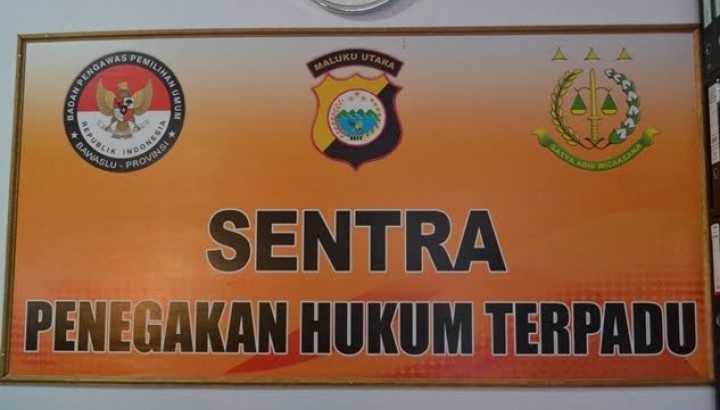 BADAN PENGAWAS PEMILIHAN UMUM
REPUBLIK INDONESIA
★ BAWASLU - PROVINSI ★
MALUKU UTARA
SATYA ADHI WICAKSANA
SENTRA
PENEGAKAN HUKUM TERPADU